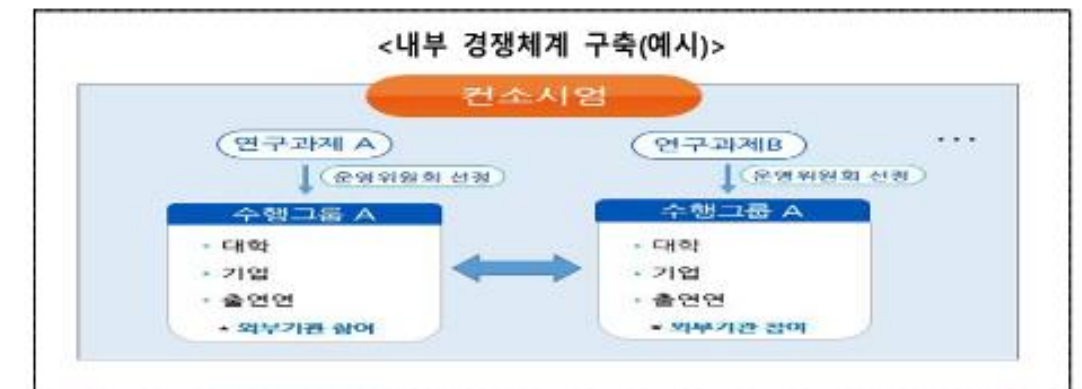 <내부 경쟁체계 구축(예시)>
컨소시엄
연구과제 A
연구과제B
...
운영위원회 선정
운영위원회 선정
수행그룹 A
• 대학
• 기업
• 출연연
* 외부기관 참여
수행그룹 A
• 대학
• 기업
• 출연연
* 외부기관 참여